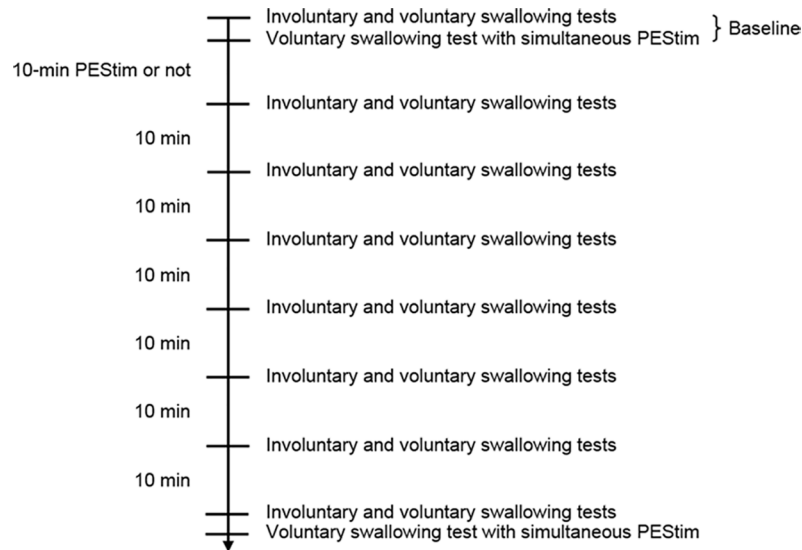 Involuntary and voluntary swallowing tests
Voluntary swallowing test with simultaneous PEStim
} Baseline
10-min PEStim or not
Involuntary and voluntary swallowing tests
10 min
Involuntary and voluntary swallowing tests
10 min
Involuntary and voluntary swallowing tests
10 min
Involuntary and voluntary swallowing tests
10 min
Involuntary and voluntary swallowing tests
10 min
Involuntary and voluntary swallowing tests
10 min
Involuntary and voluntary swallowing tests
Voluntary swallowing test with simultaneous PEStim